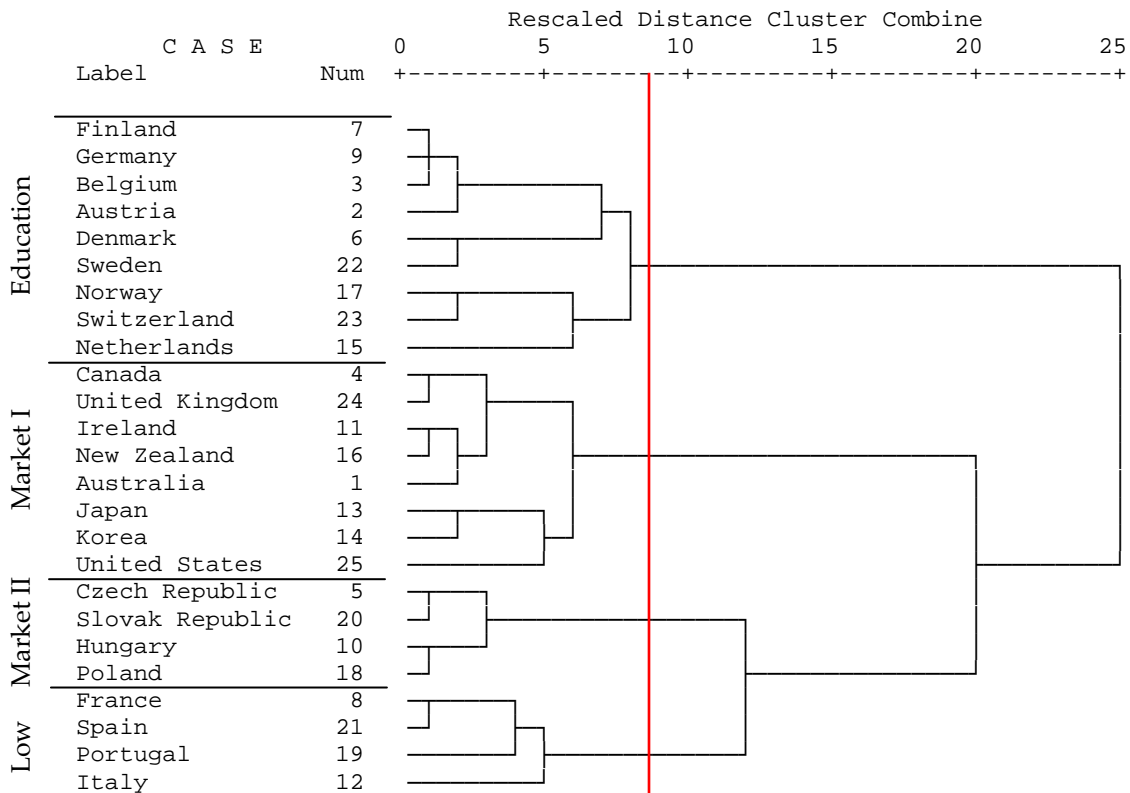 Rescaled Distance Cluster Combine
C A S E 0 5 10 15 20 25
Label Num +---------+---------+---------+---------+---------+
Education
Finland 7
Germany 9
Belgium 3
Austria 2
Denmark 6
Sweden 22
Norway 17
Switzerland 23
Netherlands 15
Market I
Canada 4
United Kingdom 24
Ireland 11
New Zealand 16
Australia 1
Japan 13
Korea 14
United States 25
Market II
Czech Republic 5
Slovak Republic 20
Hungary 10
Poland 18
Low
France 8
Spain 21
Portugal 19
Italy 12